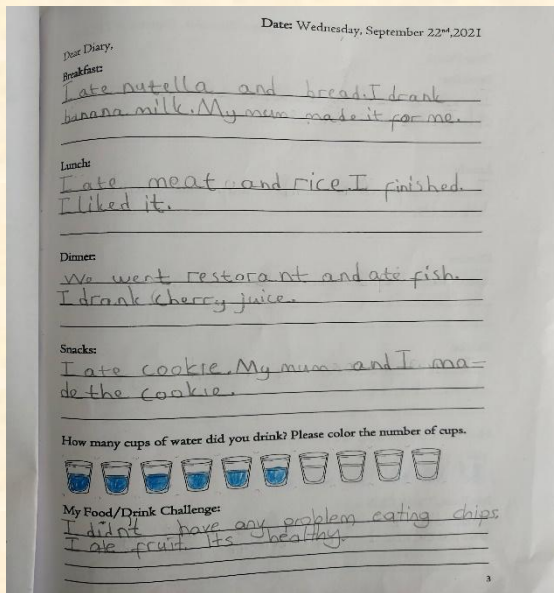 Date: Wednesday, September 22nd,2021
Dear Diary,
Breakfast:
I ate nutella and bread.I drank
banana milk.My mum made it for me.
Lunch:
I ate meat and rice.I finished.
I liked it.
Dinner:
We went restorant and ate fish.
I drank cherry juice.
Snacks:
I ate cookie.My mum and I ma=
de the cookie.
How many cups of water did you drink? Please color the number of cups.
My Food/Drink Challenge:
I didn't have any problem eating chips
I ate fruit. Its healthy.
3